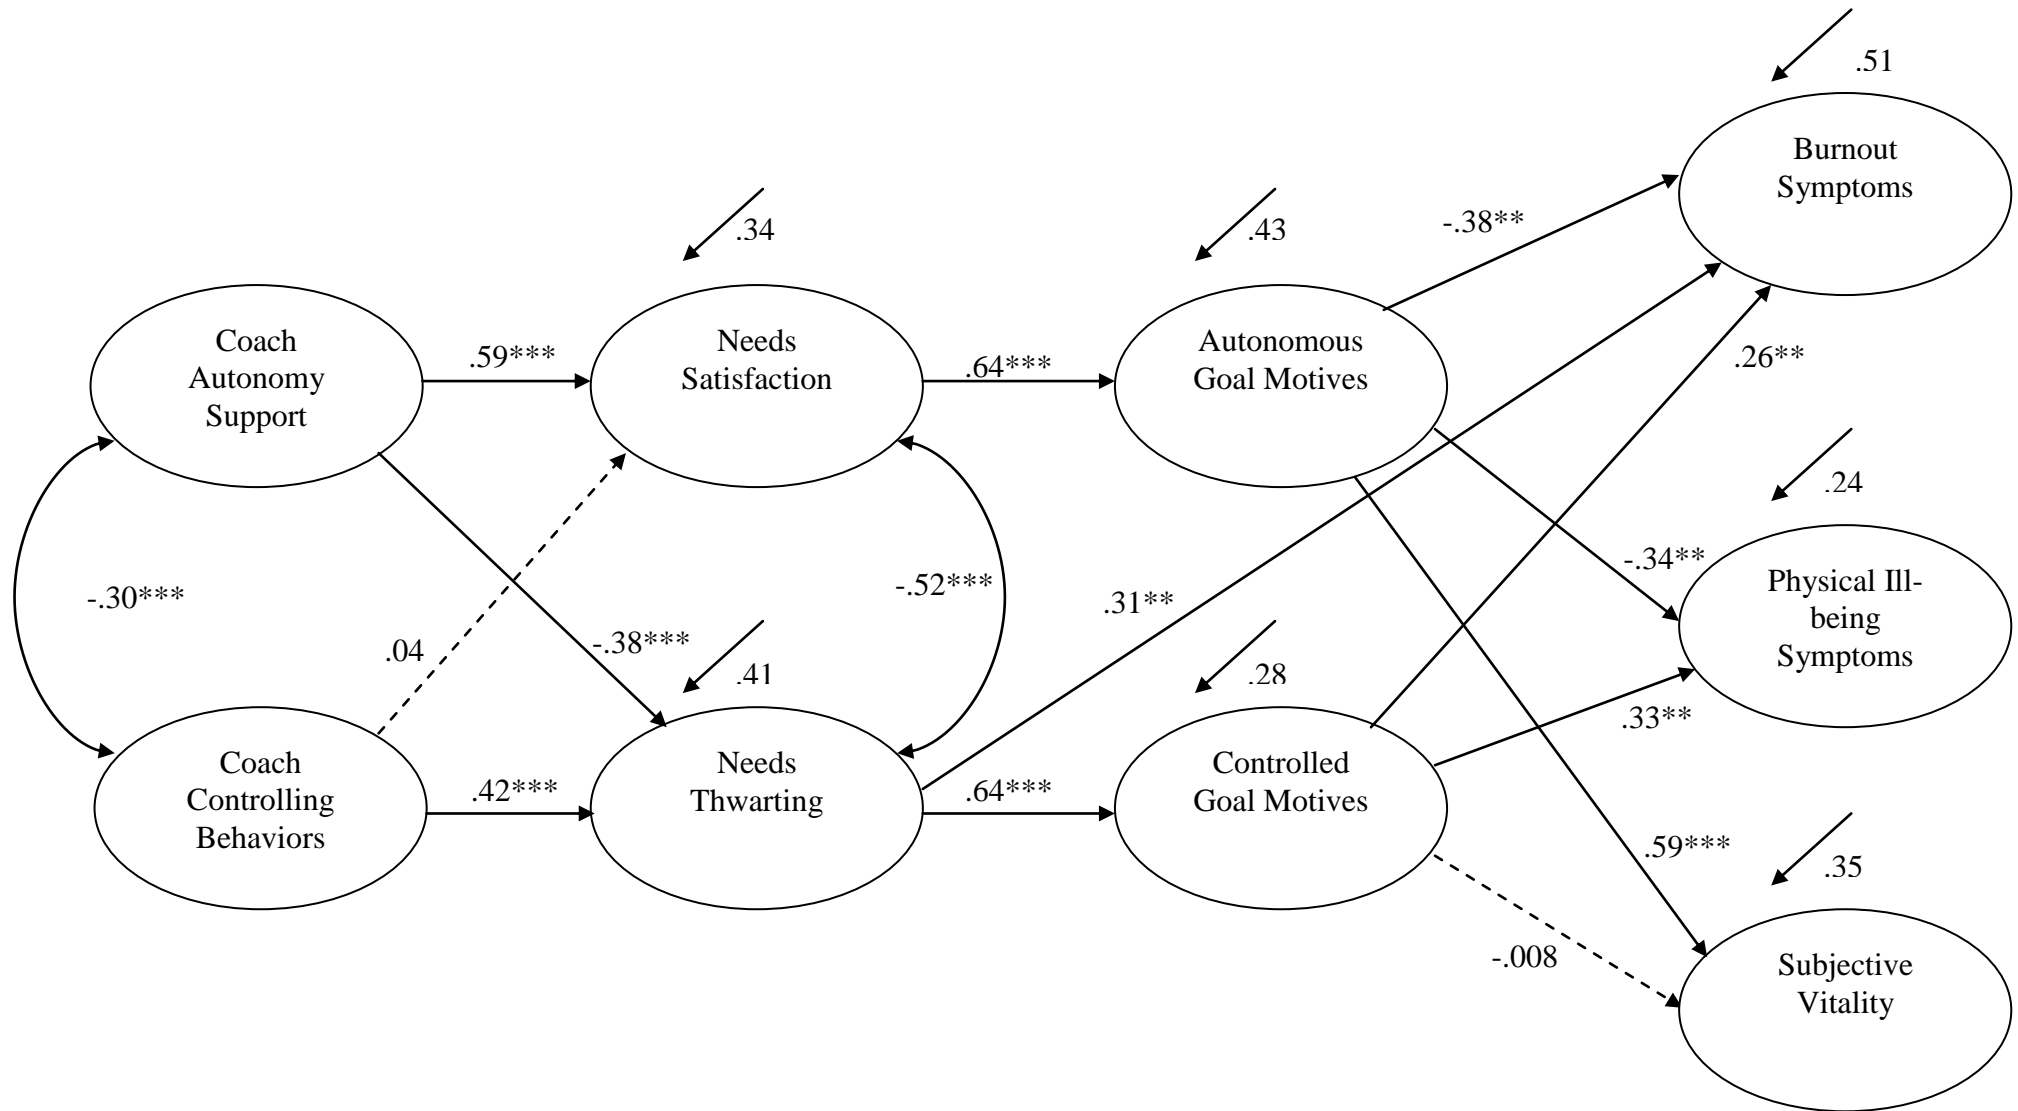 .51
Burnout
Symptoms
.34
.43
-.38**
Coach
Autonomy
Support
.59***
Needs
Satisfaction
.64***
Autonomous
Goal Motives
.26**
.24
-.30***
.04
-.38***
.41
-.52***
.31**
.28
-.34**
Physical Ill-
being
Symptoms
.33**
Coach
Controlling
Behaviors
.42***
Needs
Thwarting
.64***
Controlled
Goal Motives
.59***
.35
-.008
Subjective
Vitality